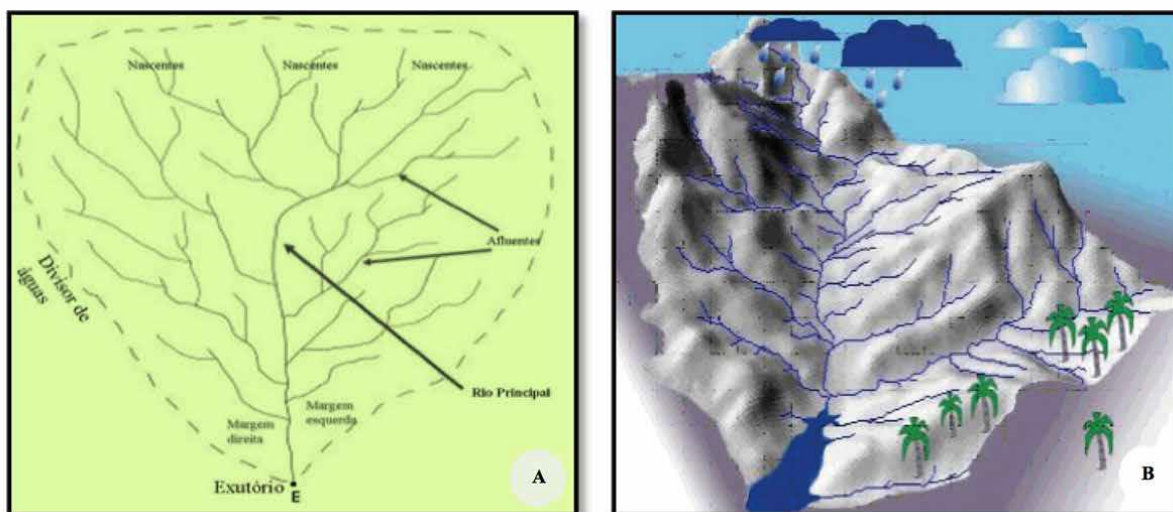 Nascentes
Nascentes
Nascentes
Afluentes
Divisor de
águas
Rio Principal
Margem
esquerda
Margem
direita
Exutório
E
A
B